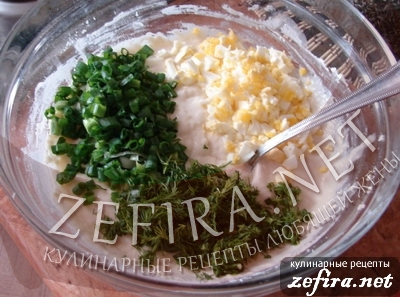 ZEFIRA.NET
КУЛИНАРНЫЕ РЕЦЕПТЫ ЛЮБЯЩЕЙ ЖЕНЫ
кулинарные рецепты
zefira.net